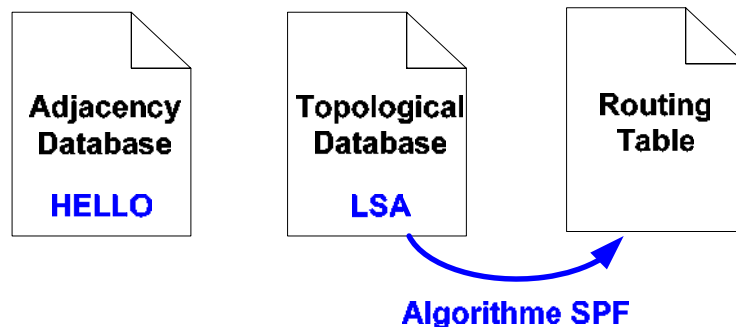 Adjacency
Database
HELLO
Topological
Database
LSA
Routing
Table
Algorithme SPF